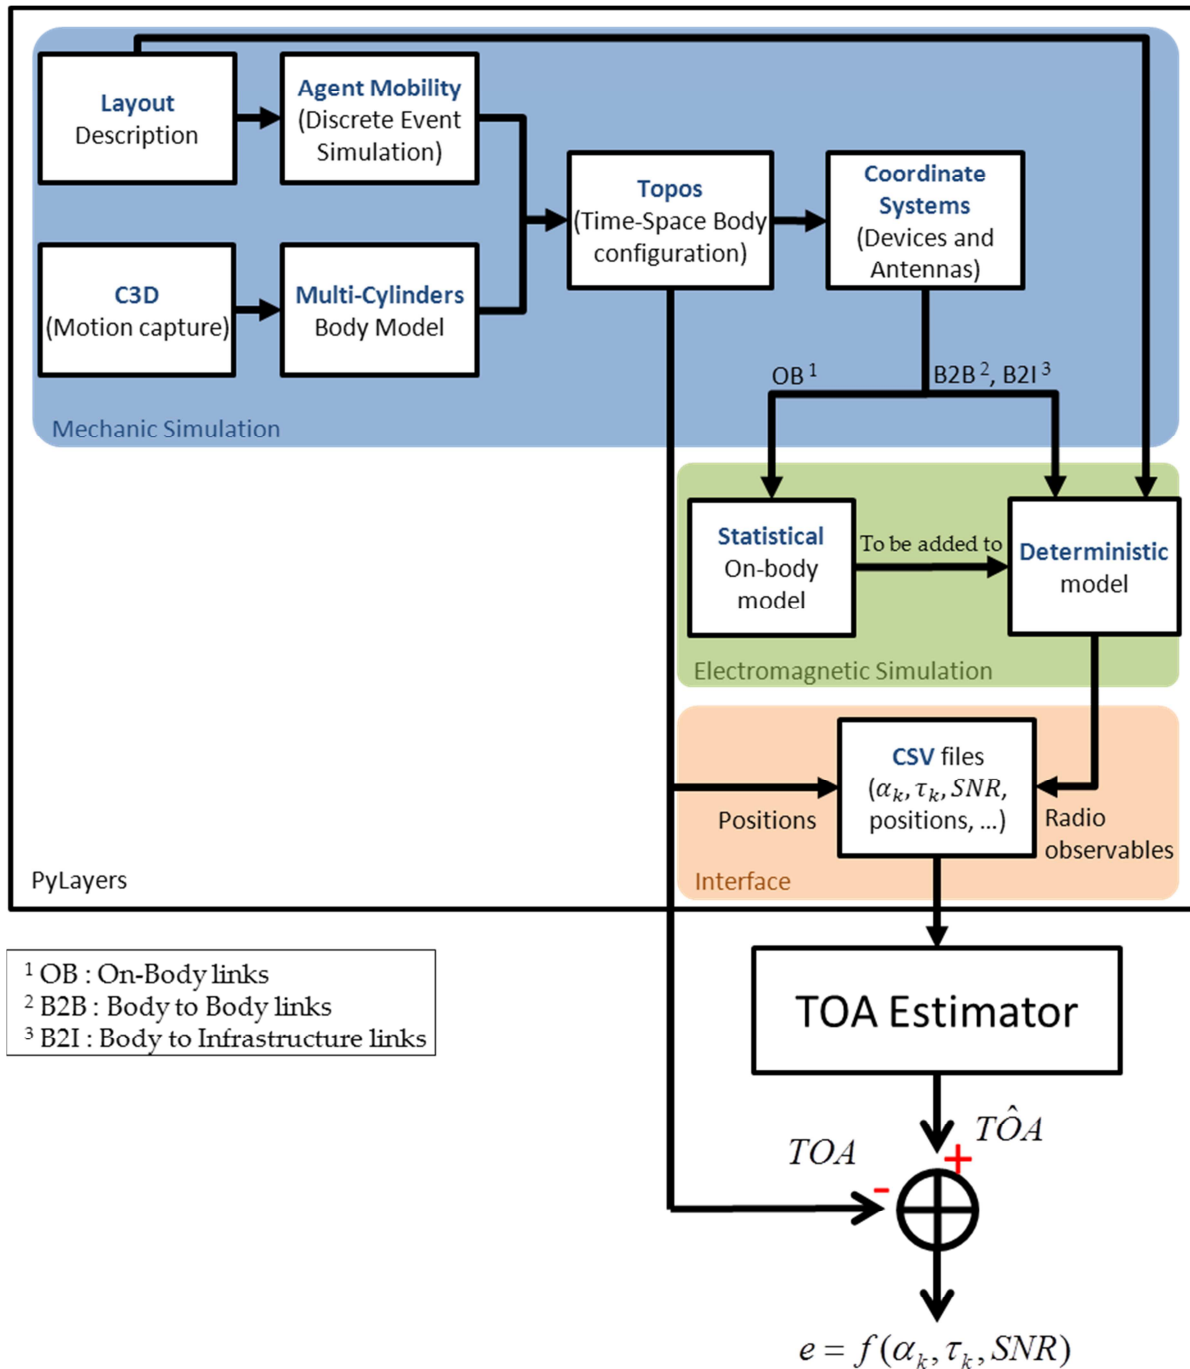 Layout
Description
Agent Mobility
(Discrete Event
Simulation)
C3D
(Motion capture)
Multi-Cylinders
Body Model
Topos
(Time-Space Body
configuration)
Coordinate
Systems
(Devices and
Antennas)
OB 1
B2B 2, B2I 3
Mechanic Simulation
Statistical
On-body
model
To be added to
Deterministic
model
Electromagnetic Simulation
CSV files
(αₖ, τₖ, SNR,
positions, ...)
Positions
Radio
observables
Interface
PyLayers
1 OB : On-Body links
2 B2B : Body to Body links
3 B2I : Body to Infrastructure links
TOA Estimator
TÔA
TOA
+
-
e = f(αₖ, τₖ, SNR)